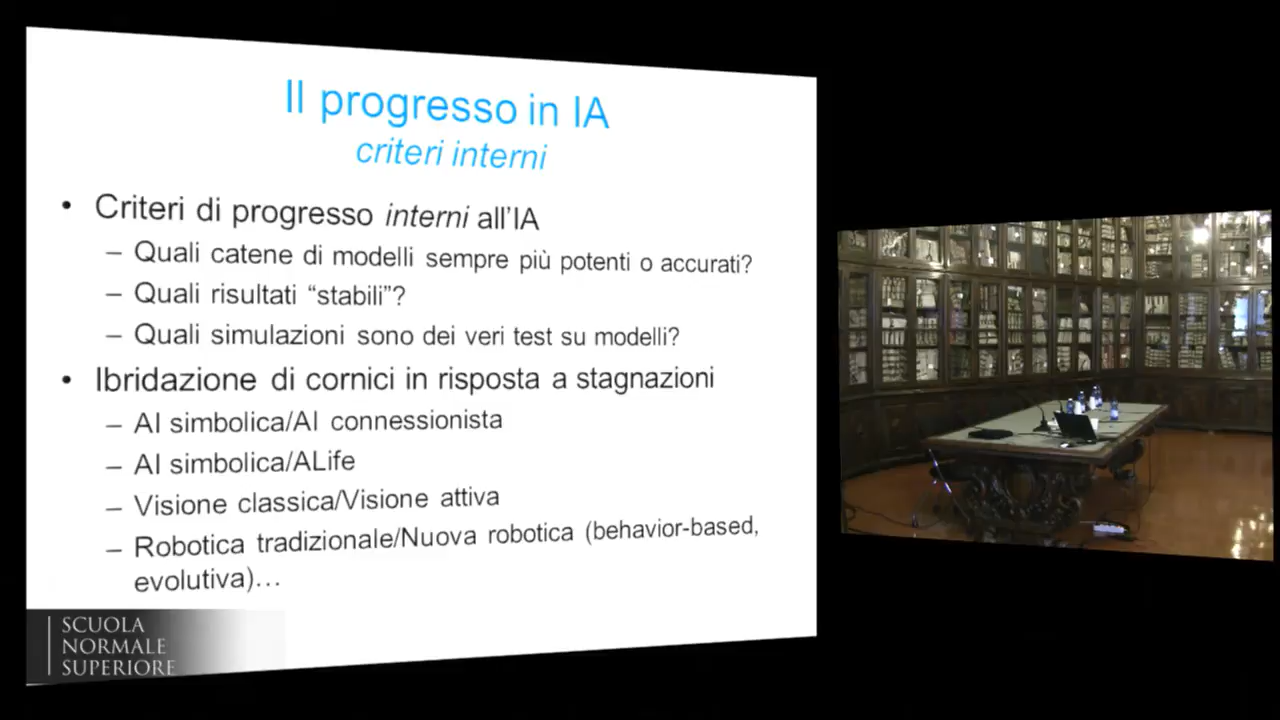 Il progresso in IA
criteri interni
• Criteri di progresso interni all'IA
– Quali catene di modelli sempre più potenti o accurati?
– Quali risultati “stabili”?
– Quali simulazioni sono dei veri test su modelli?
• Ibridazione di cornici in risposta a stagnazioni
– AI simbolica/AI connessionista
– AI simbolica/ALife
– Visione classica/Visione attiva
– Robotica tradizionale/Nuova robotica (behavior-based,
evolutiva)…
SCUOLA
NORMALE
SUPERIORE